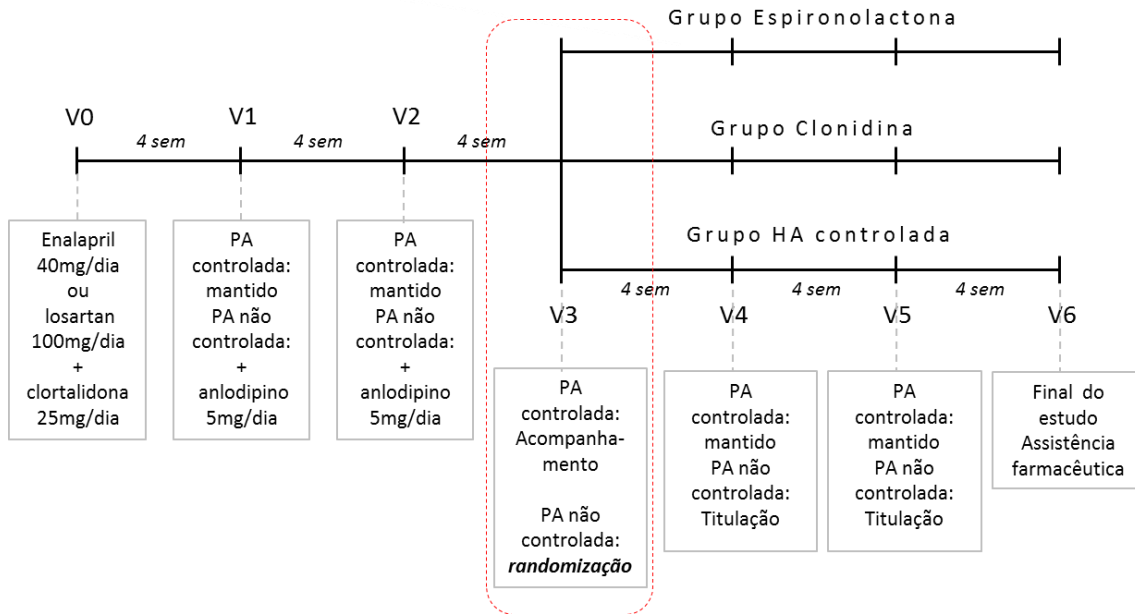 Grupo Espironolactona
V0
V1
V2
4 sem
4 sem
4 sem
Grupo Clonidina
Grupo HA controlada
4 sem
4 sem
4 sem
V3
V4
V5
V6
Enalapril
40mg/dia
ou
losartan
100mg/dia
+
clortalidona
25mg/dia
PA
controlada:
mantido
PA não
controlada:
+
anlodipino
5mg/dia
PA
controlada:
mantido
PA não
controlada:
+
anlodipino
5mg/dia
PA
controlada:
Acompanha-
mento
PA não
controlada:
randomização
PA
controlada:
mantido
PA não
controlada:
Titulação
PA
controlada:
mantido
PA não
controlada:
Titulação
Final do
estudo
Assistência
farmacêutica